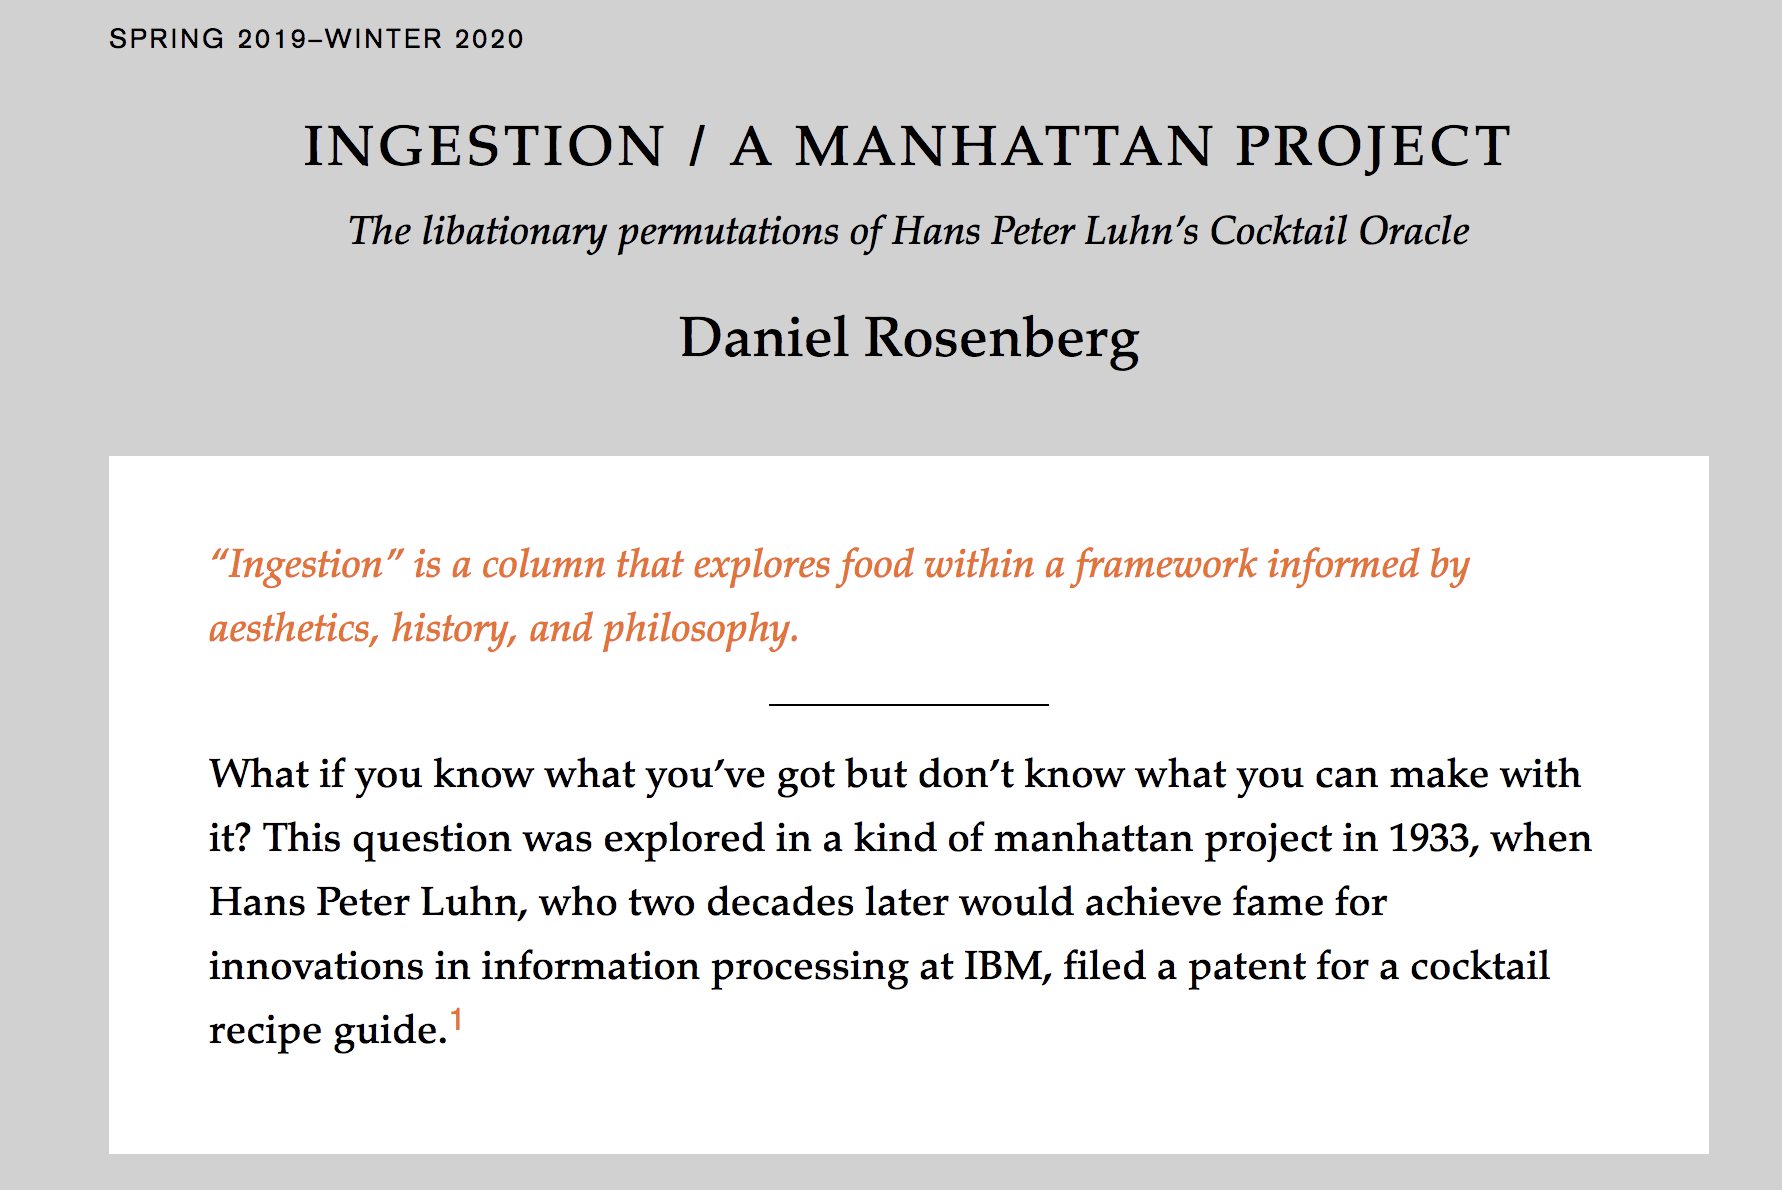 SPRING 2019–WINTER 2020
INGESTION / A MANHATTAN PROJECT
The libationary permutations of Hans Peter Luhn’s Cocktail Oracle
Daniel Rosenberg
“Ingestion” is a column that explores food within a framework informed by
aesthetics, history, and philosophy.
What if you know what you’ve got but don’t know what you can make with
it? This question was explored in a kind of manhattan project in 1933, when
Hans Peter Luhn, who two decades later would achieve fame for
innovations in information processing at IBM, filed a patent for a cocktail
recipe guide.1